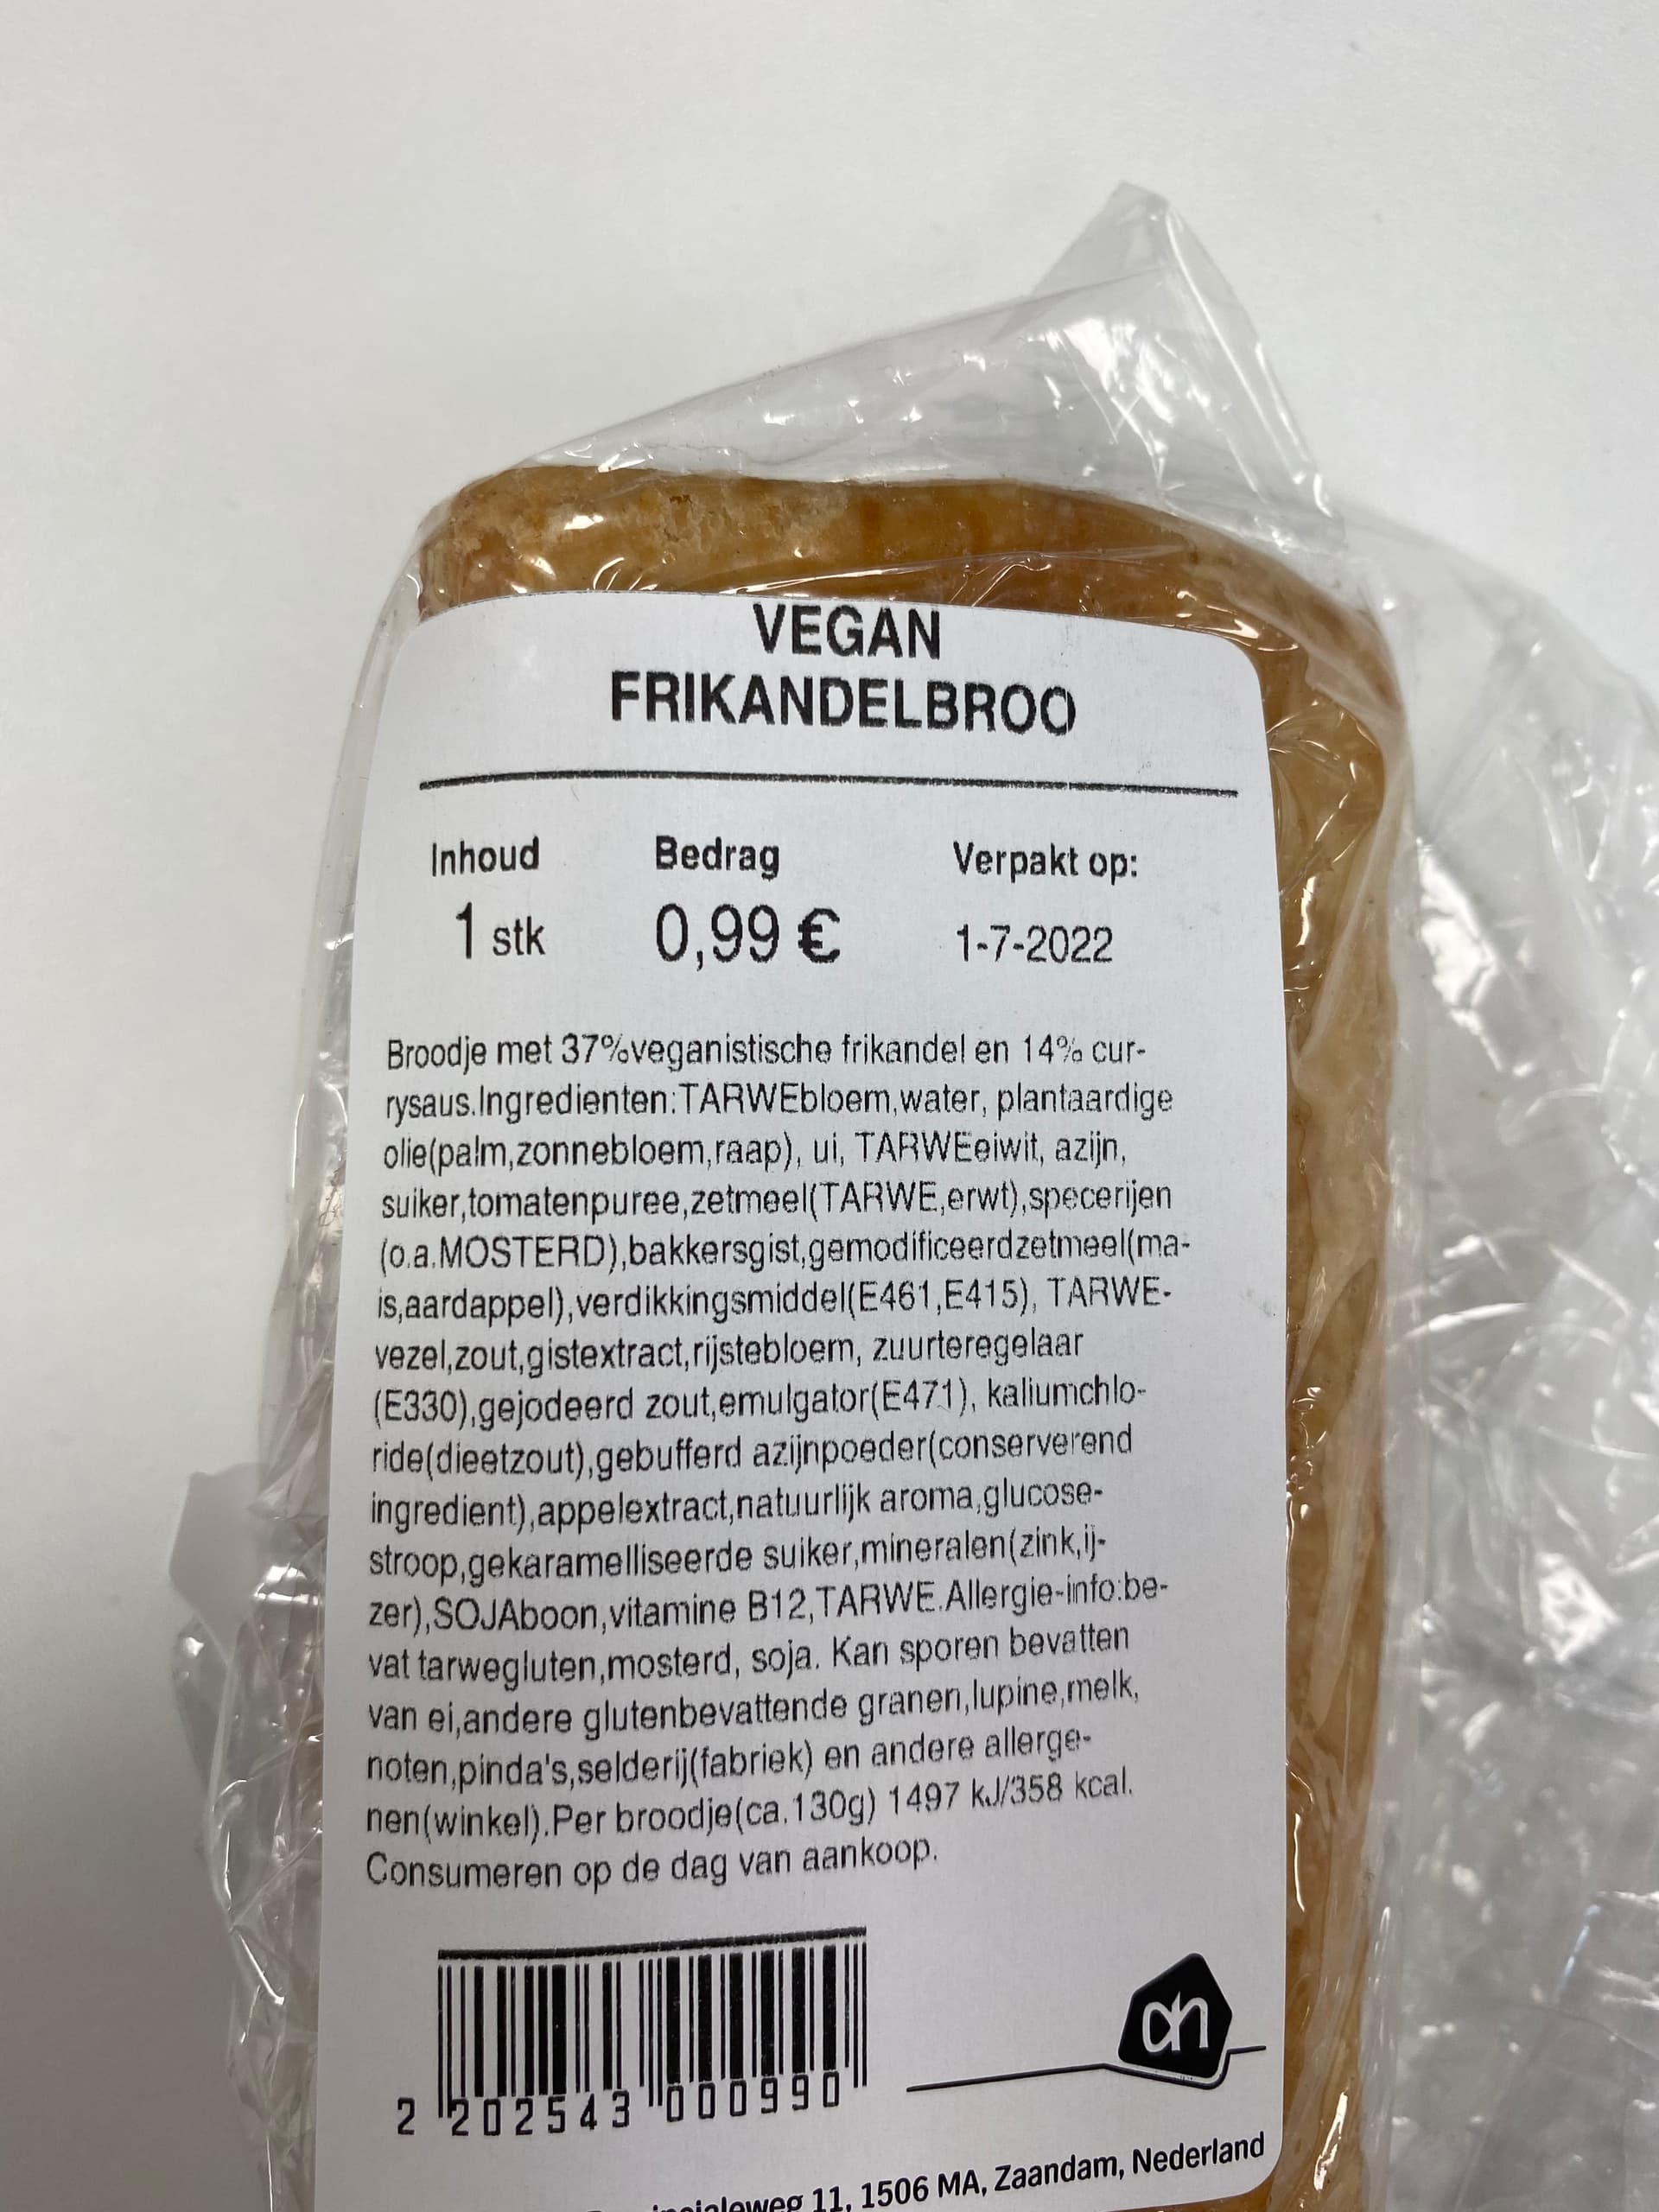 VEGAN
FRIKANDELBROO
Inhoud Bedrag Verpakt op:
1 stk 0,99 € 1-7-2022
Broodje met 37%veganistische frikandel en 14% cur-
rysaus.Ingredienten:TARWEbloem,water, plantaardige
olie(palm,zonnebloem,raap), ui, TARWEeiwit, azijn,
suiker,tomatenpuree,zetmeel(TARWE,erwt),specerijen
(o.a.MOSTERD),bakkersgist,gemodificeerdzetmeel(ma-
is,aardappel),verdikkingsmiddel(E461,E415), TARWE-
vezel,zout,gistextract,rijstebloem, zuurteregelaar
(E330),gejodeerd zout,emulgator(E471), kaliumchlo-
ride(dieetzout),gebufferd azijnpoeder(conserverend
ingredient),appelextract,natuurlijk aroma,glucose-
stroop,gekaramelliseerde suiker,mineralen(zink,ij-
zer),SOJAboon,vitamine B12,TARWE.Allergie-info:be-
vat tarwegluten,mosterd, soja. Kan sporen bevatten
van ei,andere glutenbevattende granen,lupine,melk,
noten,pinda's,selderij(fabriek) en andere allerge-
nen(winkel).Per broodje(ca.130g) 1497 kJ/358 kcal.
Consumeren op de dag van aankoop.
2 202543 000990
ah
11, 1506 MA, Zaandam, Nederland